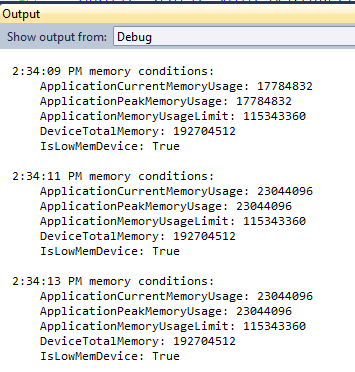 Output
Show output from: Debug
2:34:09 PM memory conditions:
ApplicationCurrentMemoryUsage: 17784832
ApplicationPeakMemoryUsage: 17784832
ApplicationMemoryUsageLimit: 115343360
DeviceTotalMemory: 192704512
IsLowMemDevice: True
2:34:11 PM memory conditions:
ApplicationCurrentMemoryUsage: 23044096
ApplicationPeakMemoryUsage: 23044096
ApplicationMemoryUsageLimit: 115343360
DeviceTotalMemory: 192704512
IsLowMemDevice: True
2:34:13 PM memory conditions:
ApplicationCurrentMemoryUsage: 23044096
ApplicationPeakMemoryUsage: 23044096
ApplicationMemoryUsageLimit: 115343360
DeviceTotalMemory: 192704512
IsLowMemDevice: True